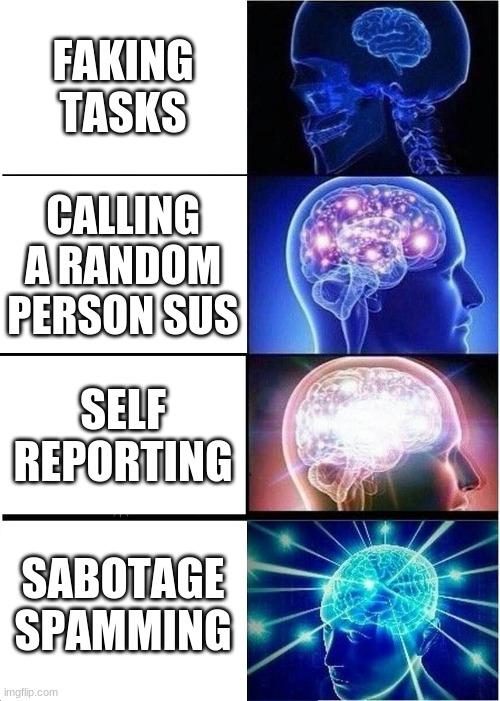 FAKING
TASKS
CALLING
A RANDOM
PERSON SUS
SELF
REPORTING
SABOTAGE
SPAMMING
imgflip.com